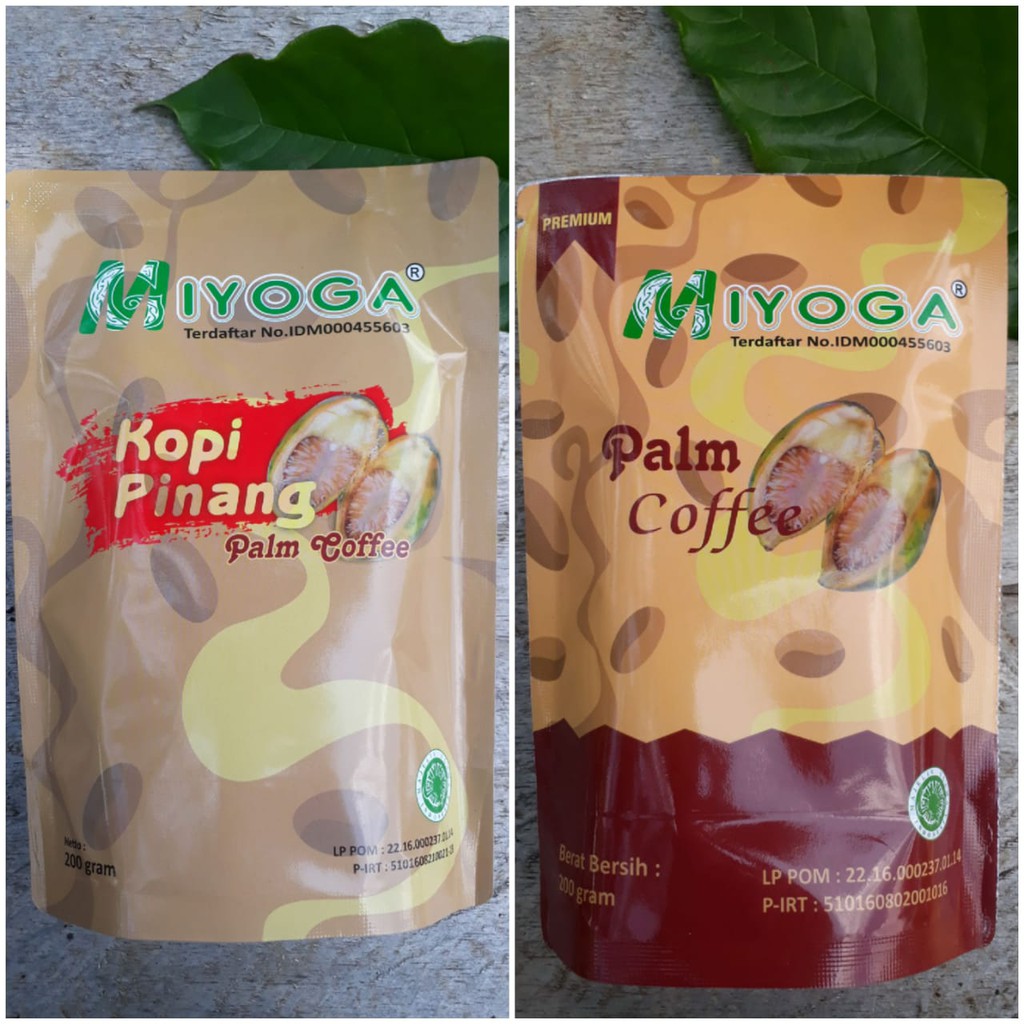 MIYOGA®
Terdaftar No.IDM000455603
Kopi
Pinang
Palm Coffee
Netto :
200 gram
LP POM : 22.16.000237.01.14
PREMIUM
MIYOGA®
Terdaftar No.IDM000455603
Palm
Coffee
Berat Bersih :
200 gram
LP POM : 22.16.000237.01.14
P-IRT : 510160802001016